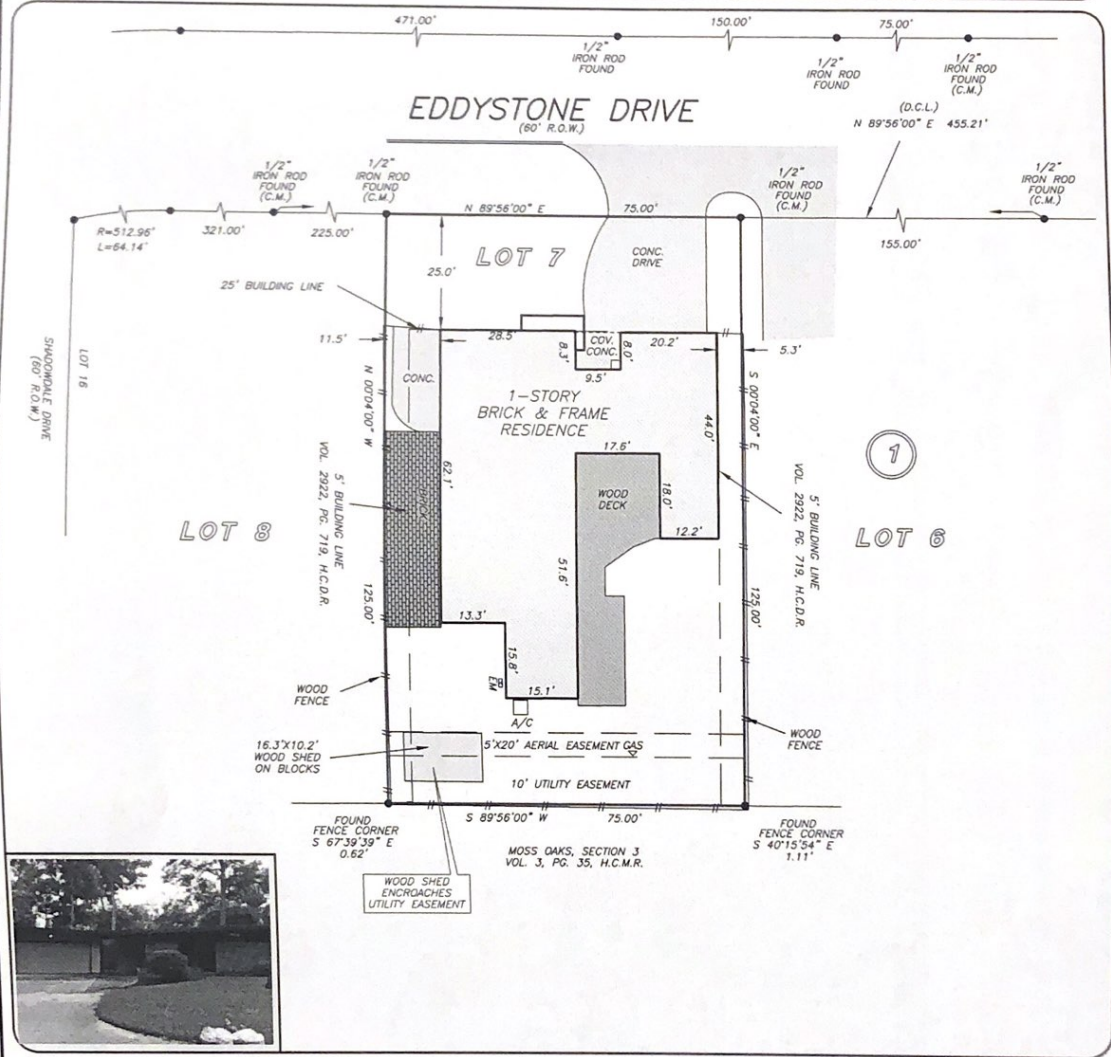 471.00'
150.00'
75.00'
1/2"
IRON ROD
FOUND
1/2"
IRON ROD
FOUND
1/2"
IRON ROD
FOUND
(C.M.)
EDDYSTONE DRIVE
(60' R.O.W.)
(D.C.L.)
N 89°56'00" E 455.21'
1/2"
IRON ROD
FOUND
(C.M.)
1/2"
IRON ROD
FOUND
(C.M.)
1/2"
IRON ROD
FOUND
(C.M.)
1/2"
IRON ROD
FOUND
(C.M.)
R=512.96'
L=64.14'
321.00'
225.00'
N 89°56'00" E 75.00'
155.00'
LOT 7
CONC.
DRIVE
25.0'
25' BUILDING LINE
11.5'
28.5'
8.3'
COV.
CONC.
8.0'
9.5'
20.2'
5.3'
LOT 16
SHADOWDALE DRIVE
(60' R.O.W.)
N 00°04'00" W
125.00'
CONC.
1-STORY
BRICK & FRAME
RESIDENCE
44.0'
S 00°04'00" E
125.00'
1
17.6'
WOOD
DECK
18.0'
12.2'
62.1'
BRICK
51.6'
5' BUILDING LINE
VOL. 2922, PG. 719, H.C.D.R.
5' BUILDING LINE
VOL. 2922, PG. 719, H.C.D.R.
LOT 8
LOT 6
13.3'
15.8'
EM
15.1'
A/C
WOOD
FENCE
WOOD
FENCE
16.3'X10.2'
WOOD SHED
ON BLOCKS
5'X20' AERIAL EASEMENT GAS
10' UTILITY EASEMENT
S 89°56'00" W 75.00'
FOUND
FENCE CORNER
S 67°39'39" E
0.62'
FOUND
FENCE CORNER
S 40°15'54" E
1.11'
MOSS OAKS, SECTION 3
VOL. 3, PG. 35, H.C.M.R.
WOOD SHED
ENCROACHES
UTILITY EASEMENT